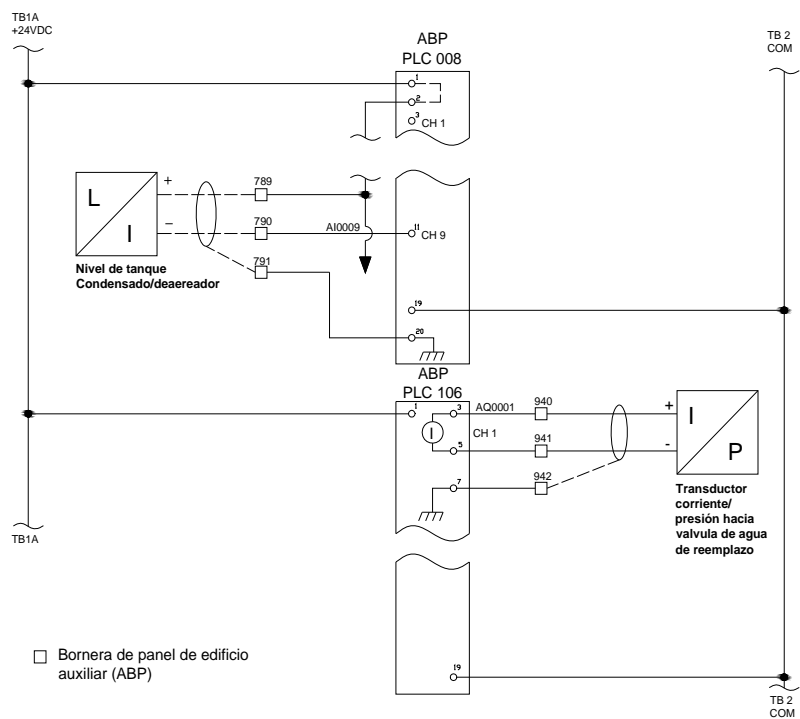 TB1A
+24VDC
TB 2
COM
ABP
PLC 008
1
2
3
CH 1
L
I
+
−
789
790
AI0009
11
CH 9
791
Nivel de tanque
Condensado/deaereador
19
20
ABP
PLC 106
1
3
AQ0001
940
+
I
CH 1
5
941
-
I
P
7
942
Transductor
corriente/
presión hacia
valvula de agua
de reemplazo
TB1A
Bornera de panel de edificio
auxiliar (ABP)
19
TB 2
COM